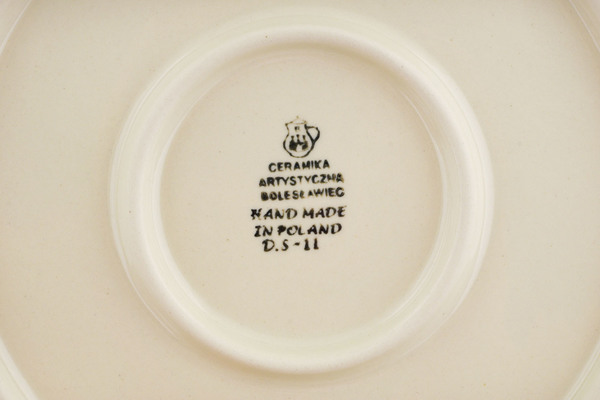 CERAMIKA
ARTYSTYCZNA
BOLESŁAWIEC
HAND MADE
IN POLAND
D.S-11